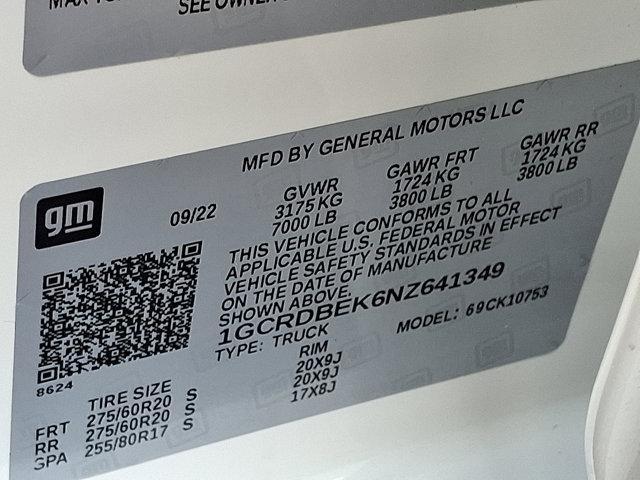 SEE OWNER
MFD BY GENERAL MOTORS LLC
gm
09/22
GVWR GAWR FRT GAWR RR
3175 KG 1724 KG 1724 KG
7000 LB 3800 LB 3800 LB
THIS VEHICLE CONFORMS TO ALL
APPLICABLE U.S. FEDERAL MOTOR
VEHICLE SAFETY STANDARDS IN EFFECT
ON THE DATE OF MANUFACTURE
SHOWN ABOVE.
1GCRDBEK6NZ641349
TYPE: TRUCK MODEL: 69CK10753
8624
TIRE SIZE RIM
FRT 275/60R20 S 20X9J
RR 275/60R20 S 20X9J
SPA 255/80R17 S 17X8J